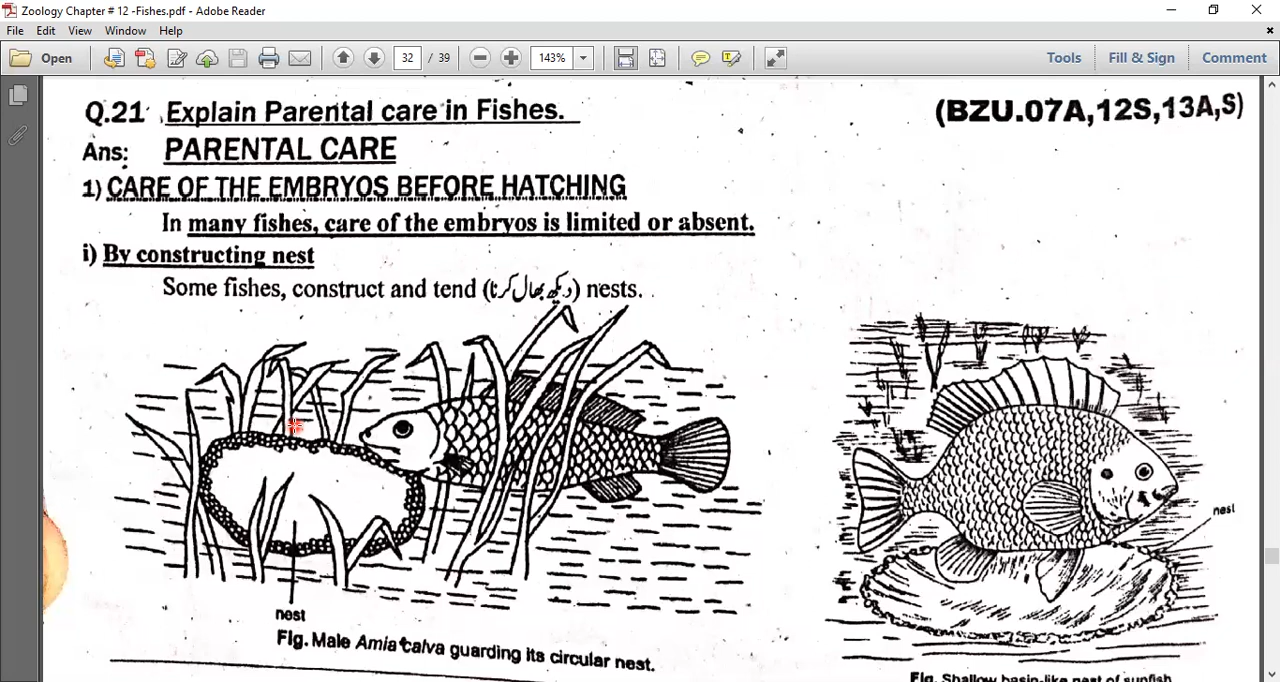 Zoology Chapter # 12 -Fishes.pdf - Adobe Reader
File Edit View Window Help
Open 32 / 39 143% Tools Fill & Sign Comment
Q.21 Explain Parental care in Fishes. (BZU.07A,12S,13A,S)
Ans: PARENTAL CARE
1) CARE OF THE EMBRYOS BEFORE HATCHING
In many fishes, care of the embryos is limited or absent.
i) By constructing nest
Some fishes, construct and tend (دیکھ بھال کرنا) nests.
nest
nest
Fig. Male Amia calva guarding its circular nest.
Fig. Shallow basin-like nest of sunfish